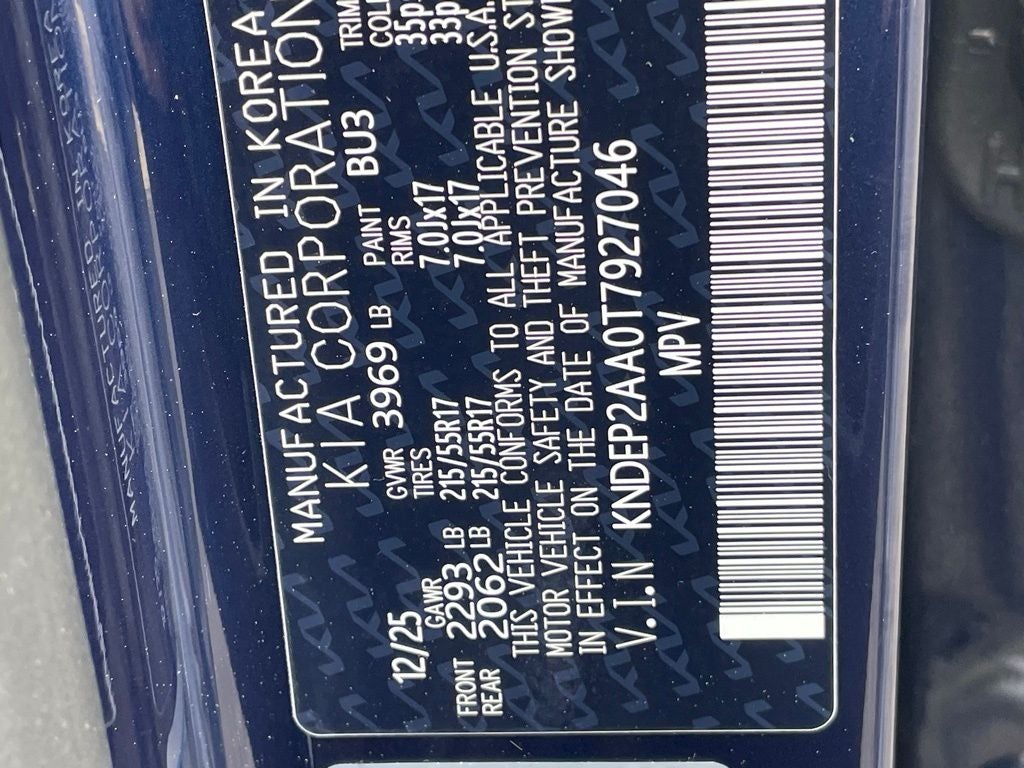 MANUFACTURED IN KOREA
KIA CORPORATION
12/25 GVWR 3969 LB PAINT BU3 TRIM
GAWR TIRES RIMS
FRONT 2293 LB 215/55R17 7.0Jx17
REAR 2062 LB 215/55R17 7.0Jx17
THIS VEHICLE CONFORMS TO ALL APPLICABLE U.S.A.
MOTOR VEHICLE SAFETY AND THEFT PREVENTION
IN EFFECT ON THE DATE OF MANUFACTURE SHOWN
V.I.N KNDEP2AA0T7927046
MPV